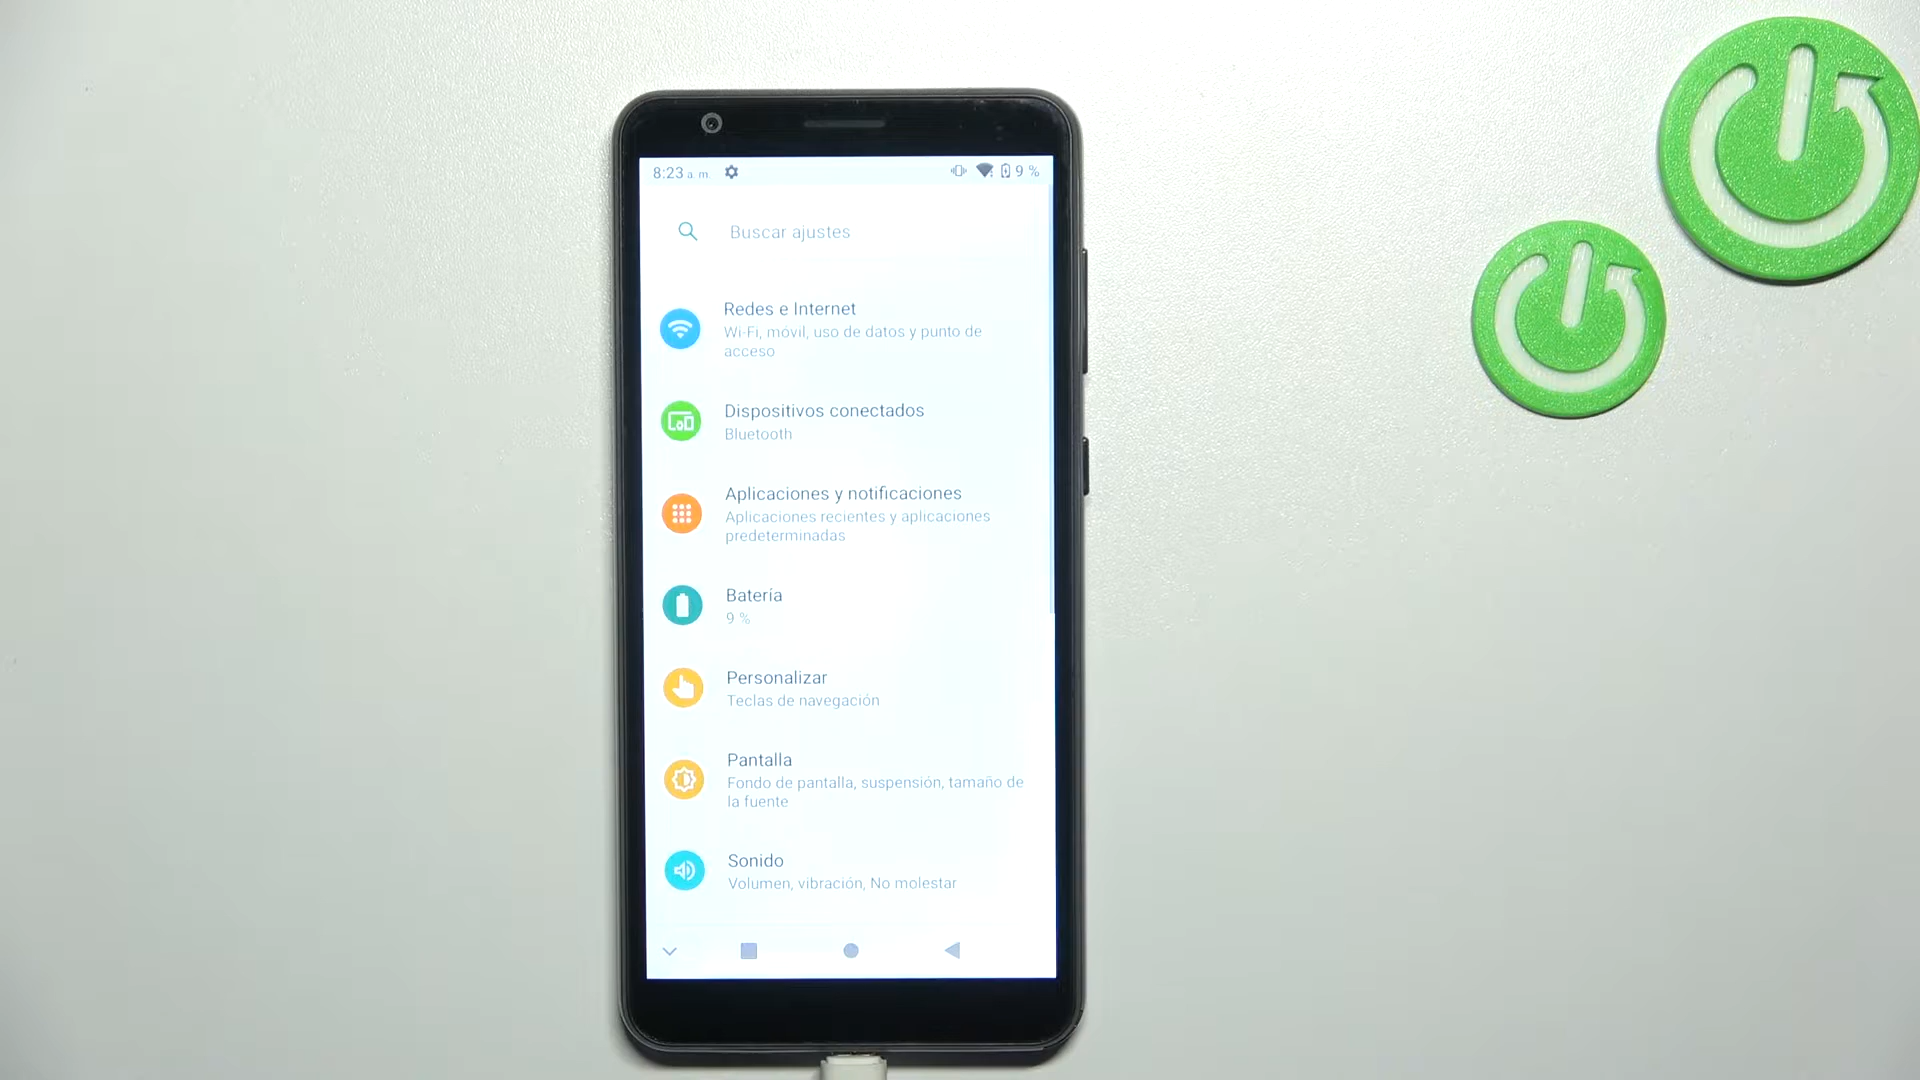 8:23 a. m.
9 %
Buscar ajustes
Redes e Internet
Wi-Fi, móvil, uso de datos y punto de
acceso
Dispositivos conectados
Bluetooth
Aplicaciones y notificaciones
Aplicaciones recientes y aplicaciones
predeterminadas
Batería
9 %
Personalizar
Teclas de navegación
Pantalla
Fondo de pantalla, suspensión, tamaño de
la fuente
Sonido
Volumen, vibración, No molestar